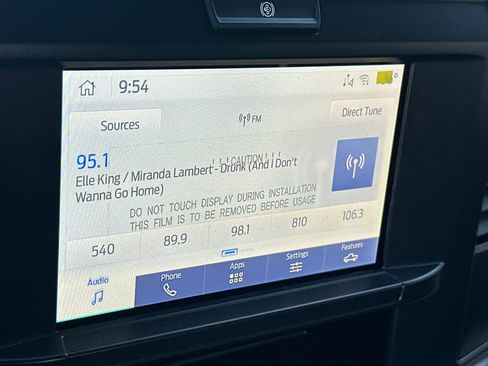 9:54
Sources
FM
Direct Tune
95.1
Elle King / Miranda Lambert - Drunk (And I Don't
Wanna Go Home)
!!!CAUTION!!!
DO NOT TOUCH DISPLAY DURING INSTALLATION
THIS FILM IS TO BE REMOVED BEFORE USAGE
540 89.9 98.1 810 106.3
Audio Phone Apps Settings Features